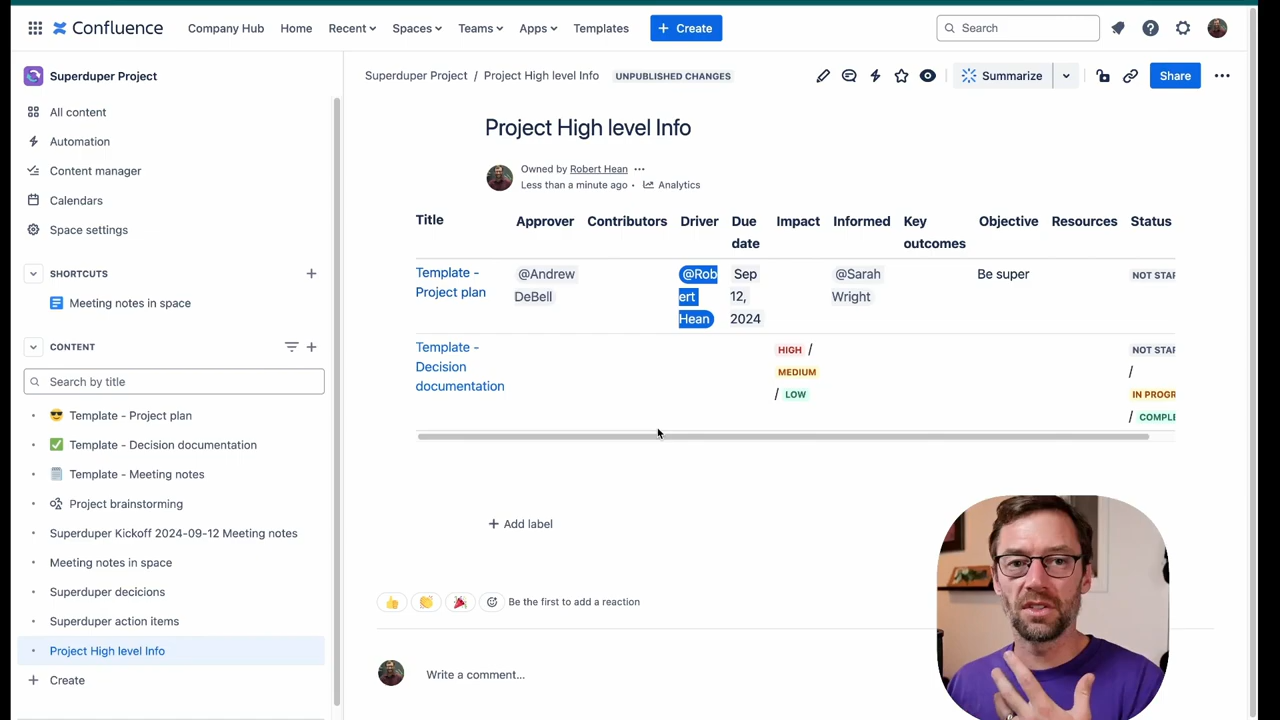 Confluence
Company Hub
Home
Recent
Spaces
Teams
Apps
Templates
Create
Search
Superduper Project
All content
Automation
Content manager
Calendars
Space settings
SHORTCUTS
Meeting notes in space
CONTENT
Search by title
Template - Project plan
Template - Decision documentation
Template - Meeting notes
Project brainstorming
Superduper Kickoff 2024-09-12 Meeting notes
Meeting notes in space
Superduper decicions
Superduper action items
Project High level Info
Create
Superduper Project / Project High level Info
UNPUBLISHED CHANGES
Summarize
Share
Project High level Info
Owned by Robert Hean
Less than a minute ago • Analytics
Title
Approver
Contributors
Driver
Due
date
Impact
Informed
Key
outcomes
Objective
Resources
Status
Template -
Project plan
@Andrew
DeBell
@Rob
ert
Hean
Sep
12,
2024
@Sarah
Wright
Be super
NOT STAR
Template -
Decision
documentation
HIGH /
MEDIUM
/ LOW
NOT STAR
/
IN PROGR
/ COMPLE
Add label
Be the first to add a reaction
Write a comment...